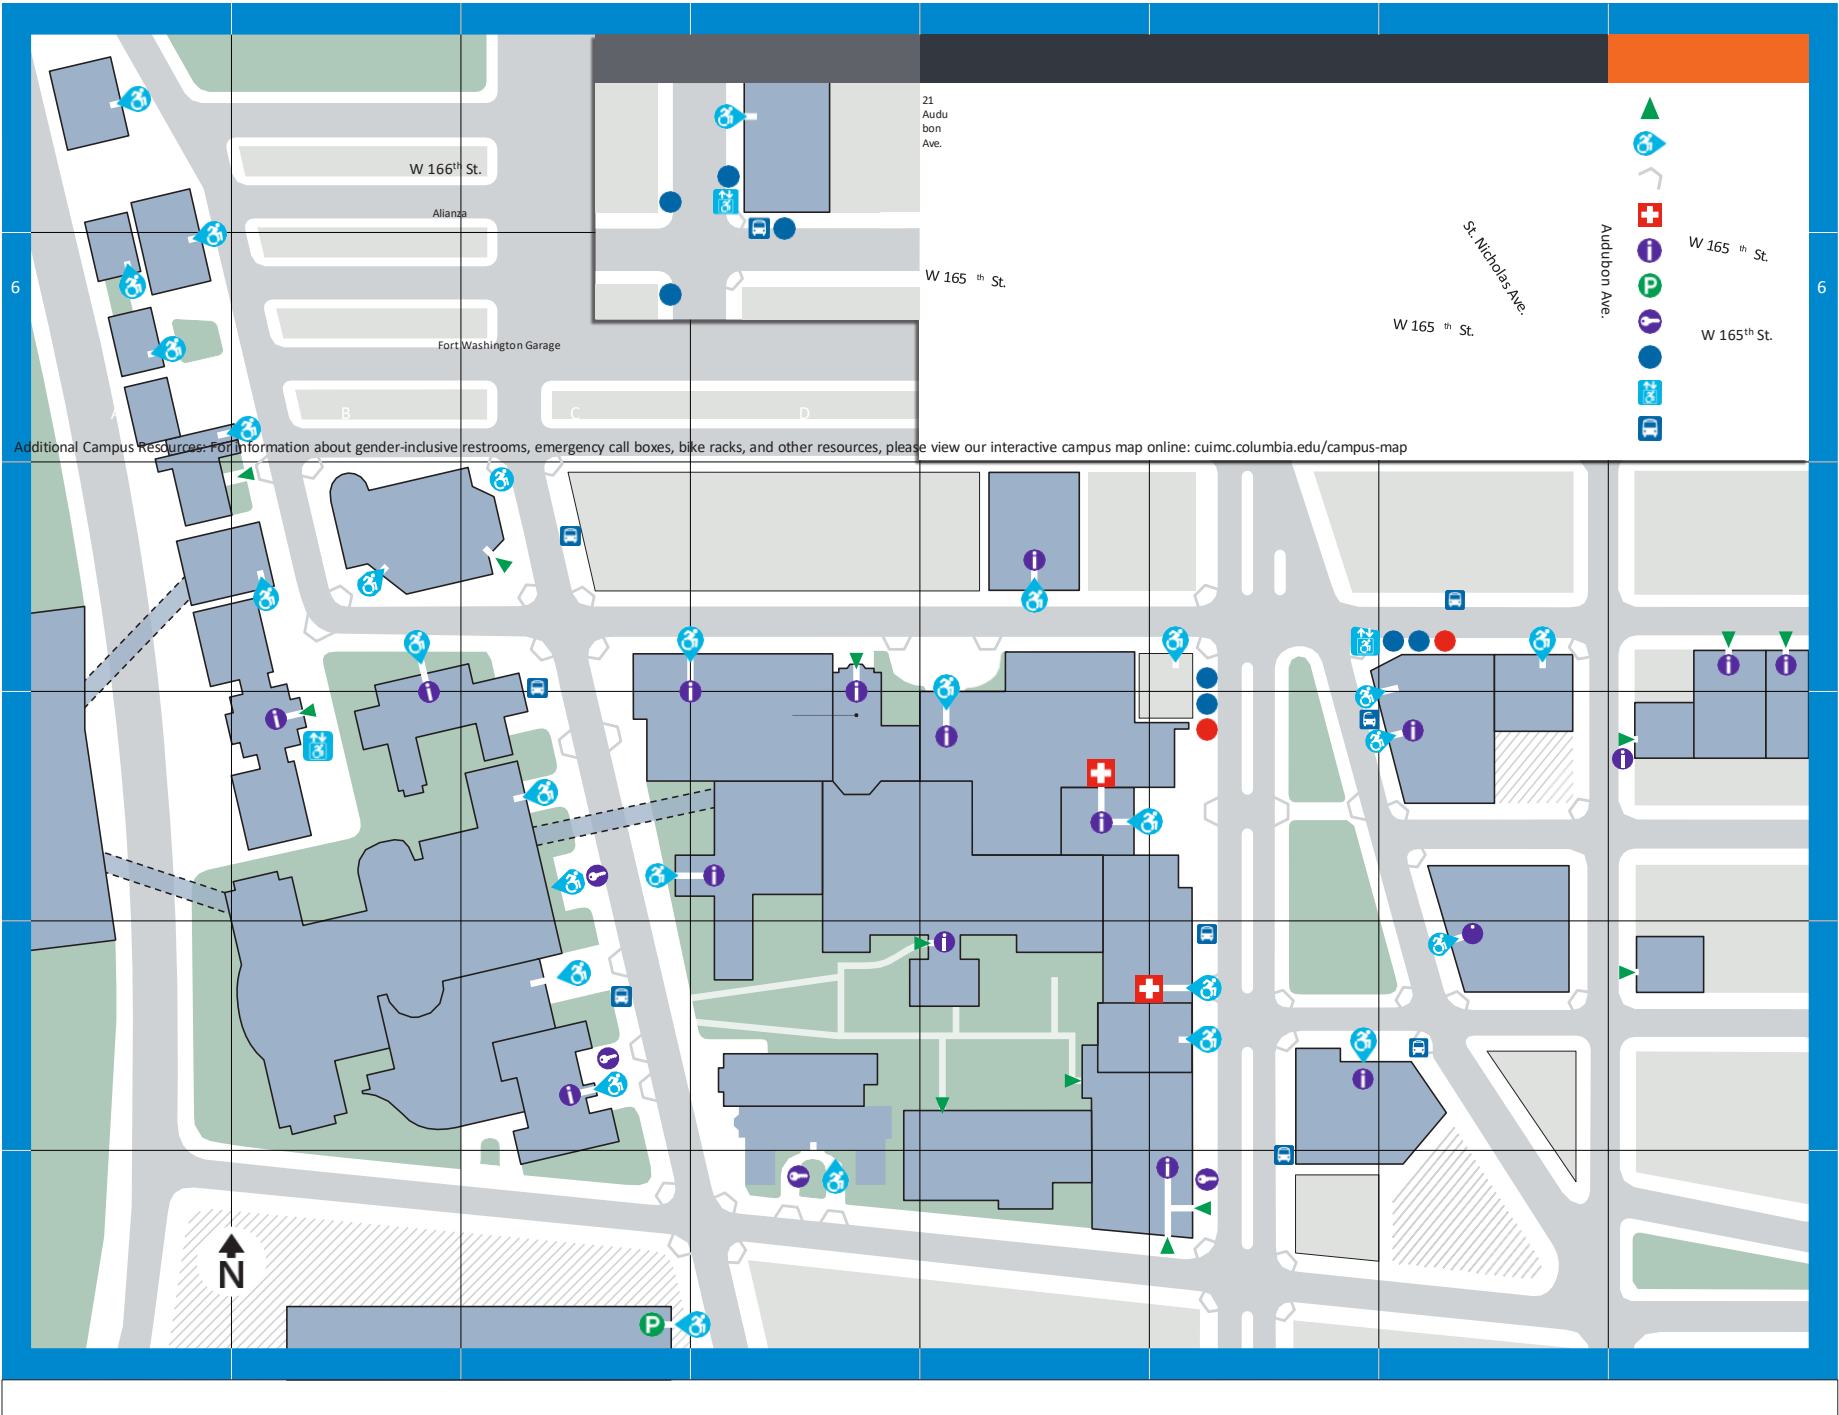 21
Audu
bon
Ave.
W 166th St.
Alianza
6
W 165 th St.
St. Nicholas Ave.
Audubon Ave.
W 165 th St.
6
W 165 th St.
W 165th St.
Fort Washington Garage
A
B
C
D
Additional Campus Resources: For information about gender-inclusive restrooms, emergency call boxes, bike racks, and other resources, please view our interactive campus map online: cuimc.columbia.edu/campus-map
N
P